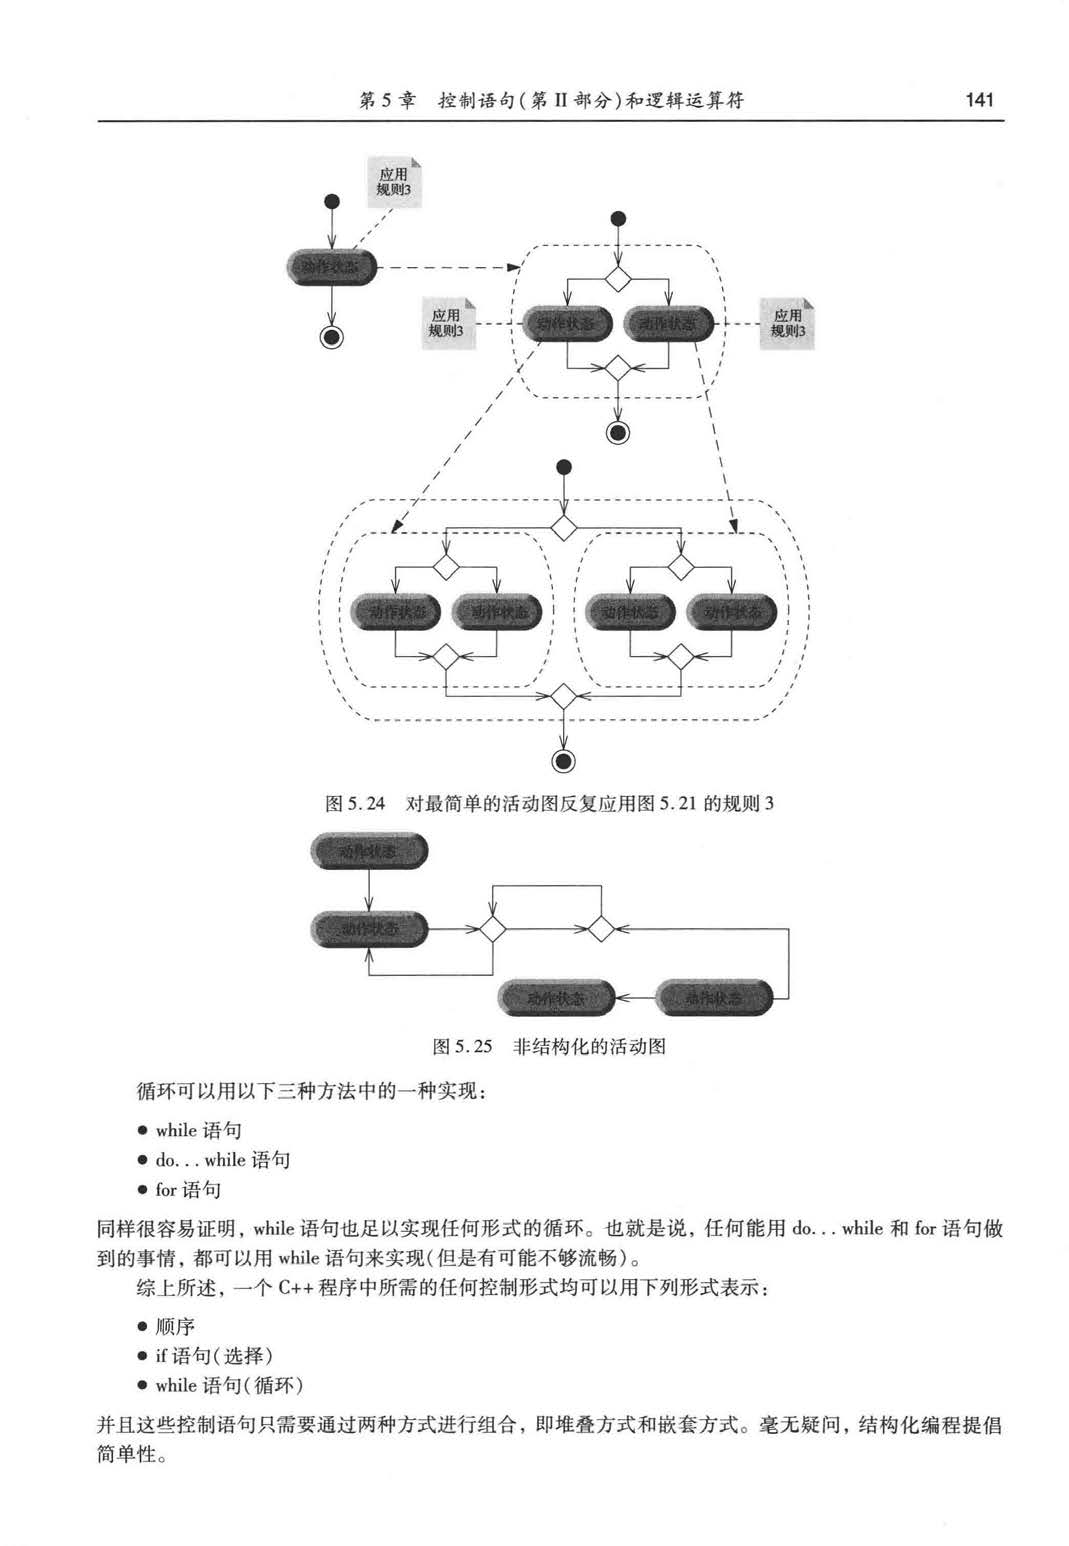 第 5 章 控制语句(第 II 部分)和逻辑运算符 141
应用
规则3
动作状态
应用
规则3
动作状态 动作状态
应用
规则3
动作状态 动作状态 动作状态 动作状态
图 5.24 对最简单的活动图反复应用图 5.21 的规则 3
动作状态
动作状态
动作状态 动作状态
图 5.25 非结构化的活动图
循环可以用以下三种方法中的一种实现：
● while 语句
● do...while 语句
● for 语句
同样很容易证明，while 语句也足以实现任何形式的循环。也就是说，任何能用 do...while 和 for 语句做
到的事情，都可以用 while 语句来实现(但是有可能不够流畅)。
综上所述，一个 C++ 程序中所需的任何控制形式均可以用下列形式表示：
● 顺序
● if 语句(选择)
● while 语句(循环)
并且这些控制语句只需要通过两种方式进行组合，即堆叠方式和嵌套方式。毫无疑问，结构化编程提倡
简单性。